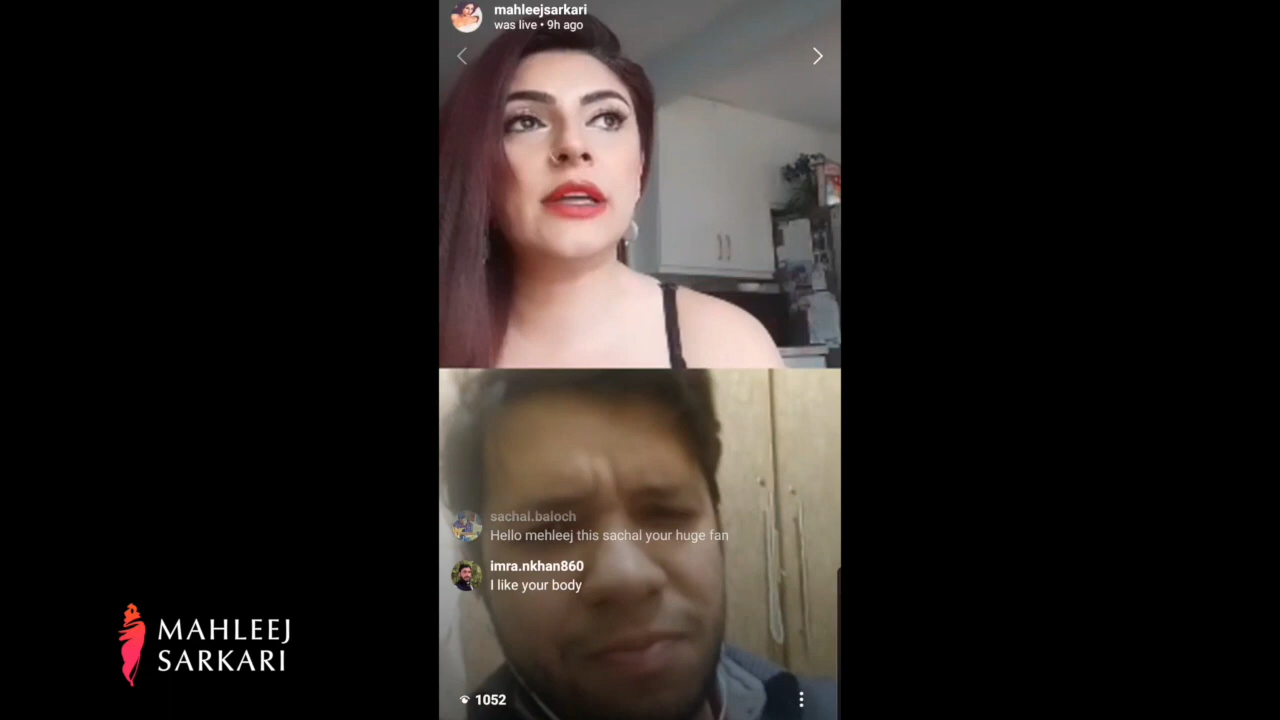 mahleejsarkari
was live • 9h ago
sachal.baloch
Hello mehleej this sachal your huge fan
imra.nkhan860
I like your body
1052
MAHLEEJ
SARKARI